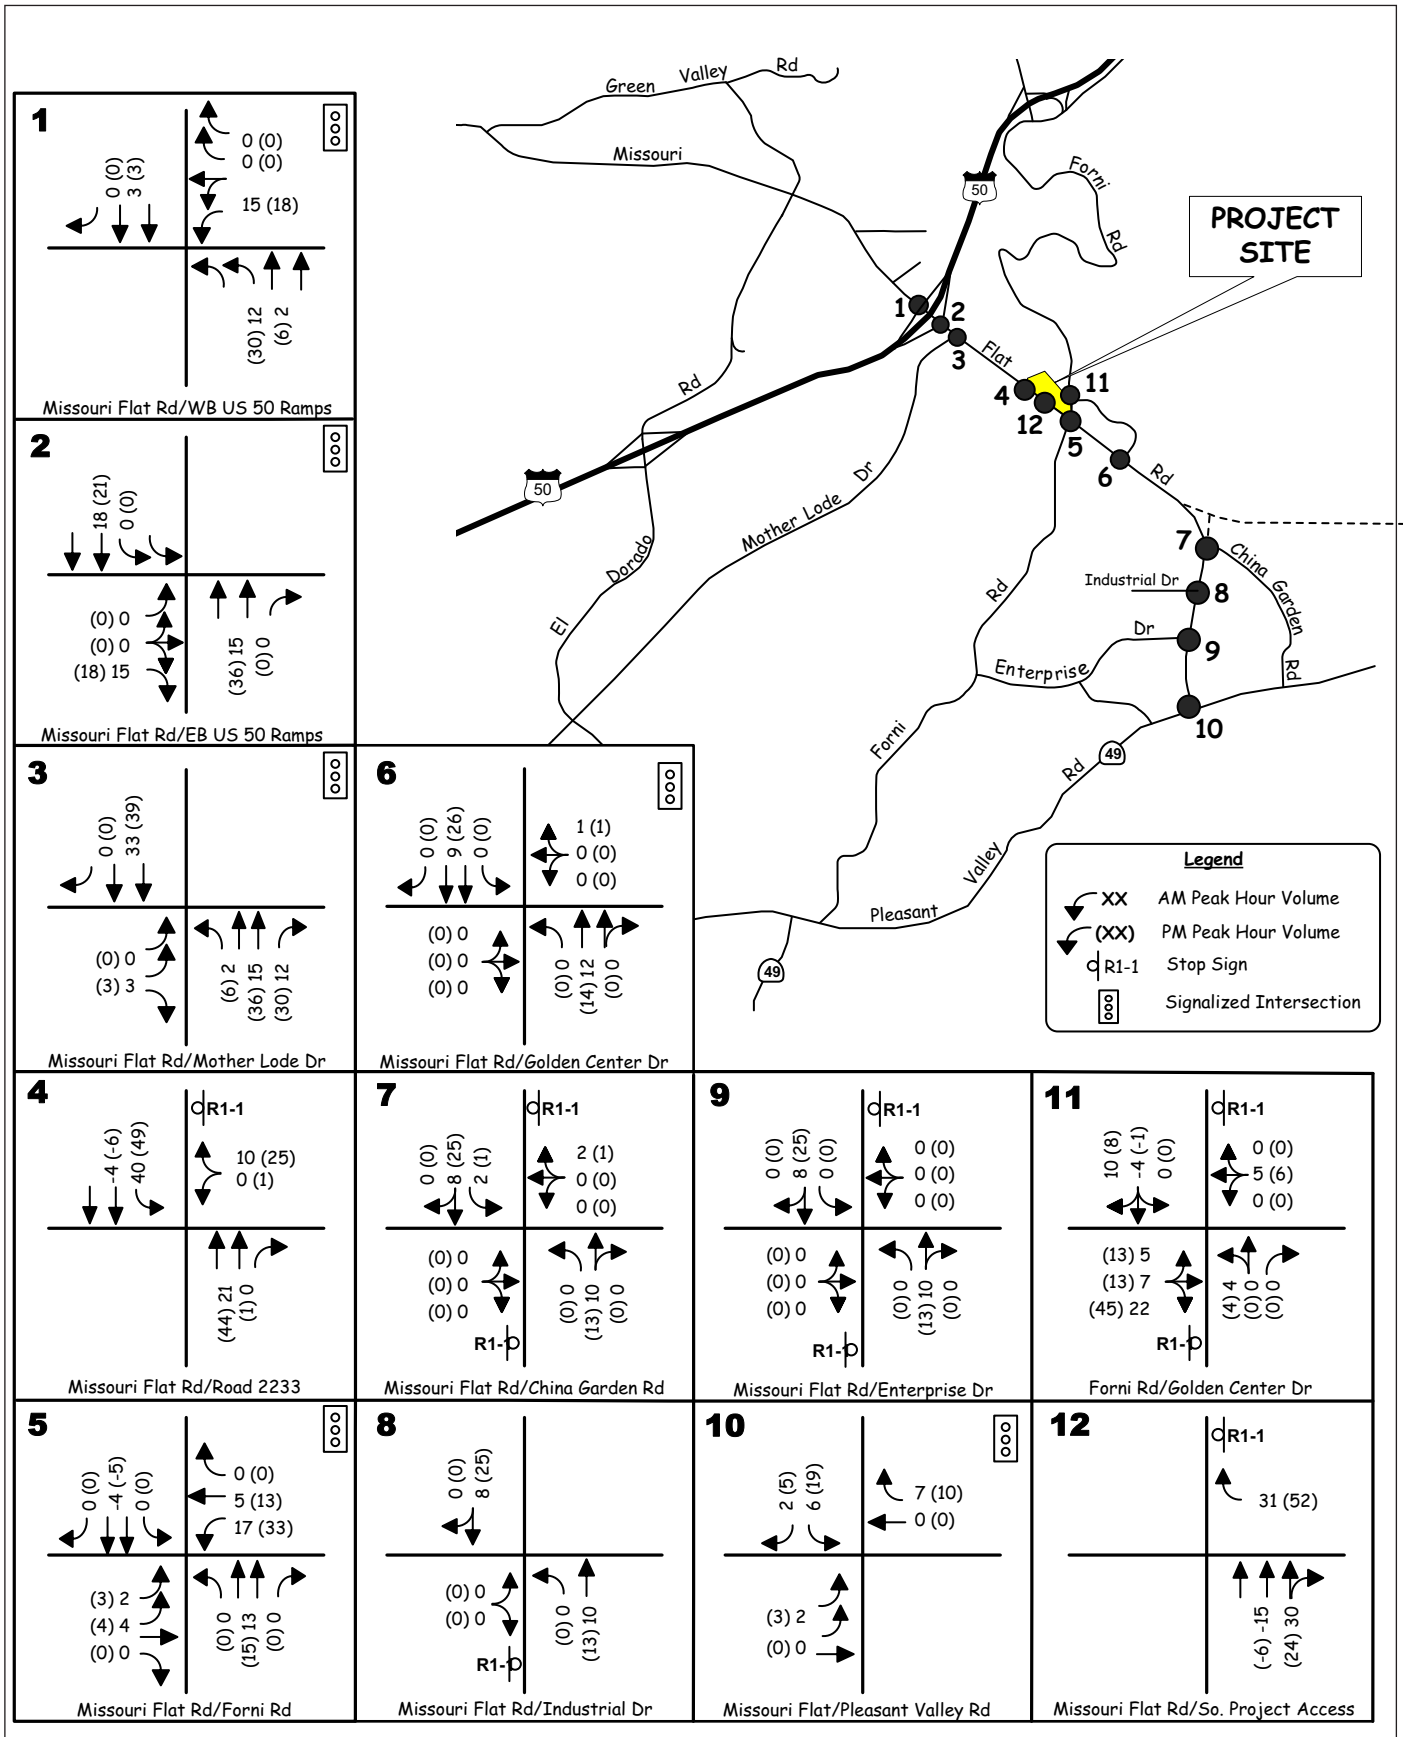 1
0 (0)
3 (3)
0 (0)
0 (0)
15 (18)
(30) 12
(6) 2
Missouri Flat Rd/WB US 50 Ramps
2
18 (21)
0 (0)
(0) 0
(0) 0
(18) 15
(36) 15
(0) 0
Missouri Flat Rd/EB US 50 Ramps
3
0 (0)
33 (39)
(0) 0
(3) 3
(6) 2
(36) 15
(30) 12
Missouri Flat Rd/Mother Lode Dr
6
0 (0)
9 (26)
0 (0)
1 (1)
0 (0)
0 (0)
(0) 0
(0) 0
(0) 0
(0) 0
(14) 12
(0) 0
Missouri Flat Rd/Golden Center Dr
4
R1-1
-4 (-6)
40 (49)
10 (25)
0 (1)
(44) 21
(1) 0
Missouri Flat Rd/Road 2233
7
R1-1
0 (0)
8 (25)
2 (1)
2 (1)
0 (0)
0 (0)
(0) 0
(0) 0
(0) 0
(0) 0
(13) 10
(0) 0
R1-1
Missouri Flat Rd/China Garden Rd
9
R1-1
0 (0)
8 (25)
0 (0)
0 (0)
0 (0)
0 (0)
(0) 0
(0) 0
(0) 0
(0) 0
(13) 10
(0) 0
R1-1
Missouri Flat Rd/Enterprise Dr
11
R1-1
10 (8)
-4 (-1)
0 (0)
0 (0)
5 (6)
0 (0)
(13) 5
(13) 7
(45) 22
(4) 4
(0) 0
(0) 0
R1-1
Forni Rd/Golden Center Dr
5
0 (0)
-4 (-5)
0 (0)
0 (0)
5 (13)
17 (33)
(3) 2
(4) 4
(0) 0
(0) 0
(15) 13
(0) 0
Missouri Flat Rd/Forni Rd
8
0 (0)
8 (25)
(0) 0
(0) 0
(0) 0
(13) 10
R1-1
Missouri Flat Rd/Industrial Dr
10
2 (5)
6 (19)
7 (10)
0 (0)
(3) 2
(0) 0
Missouri Flat/Pleasant Valley Rd
12
R1-1
31 (52)
(-6) -15
(24) 30
Missouri Flat Rd/So. Project Access
Green Valley Rd
Missouri
50
Forni
Rd
PROJECT
SITE
1
2
3
Flat
4
11
12
5
6
Rd
Rd
50
Mother Lode Dr
El Dorado
7
China Garden
Rd
Industrial Dr
8
Rd
Dr
9
Enterprise
10
Forni
49
Rd
Valley
Pleasant
49
Legend
XX AM Peak Hour Volume
(XX) PM Peak Hour Volume
R1-1 Stop Sign
Signalized Intersection